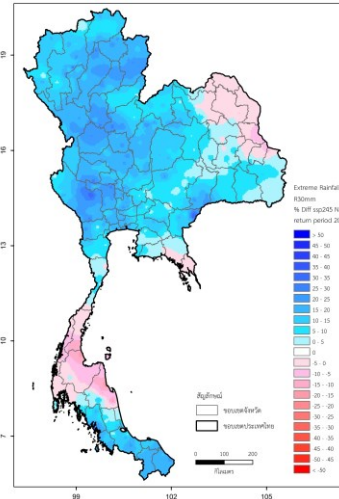 19
16
13
10
7
99
102
105
Extreme Rainfall
R30mm
% Diff ssp245 N
return period 20
> 50
45 - 50
40 - 45
35 - 40
30 - 35
25 - 30
20 - 25
15 - 20
10 - 15
5 - 10
0 - 5
0
-5 - 0
-10 - -5
-15 - -10
-20 - -15
-25 - -20
-30 - -25
-35 - -30
-40 - -35
-45 - -40
-50 - -45
< -50
สัญลักษณ์
ขอบเขตจังหวัด
ขอบเขตประเทศไทย
0 100 200
กิโลเมตร